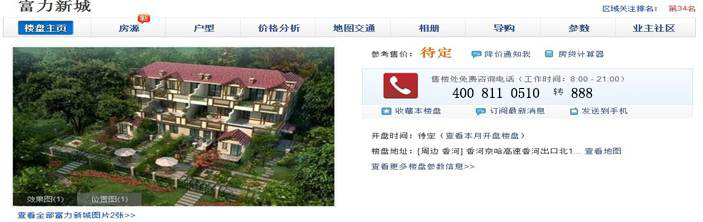 富力新城
区域关注排名： 第34名
楼盘主页 房源 新 户型 价格分析 地图交通 相册 导购 参数 业主社区
参考售价： 待定 降价通知我 房贷计算器
售楼处免费咨询电话（工作时间：8:00 - 21:00）
400 811 0510 转 888
收藏本楼盘 订阅最新消息 发送到手机
开盘时间：待定（查看本月开盘楼盘）
楼盘地址：[周边 香河] 香河京哈高速香河出口北1... 查看地图
查看更多楼盘参数信息>>
效果图(1) 位置图(1)
查看全部富力新城图片2张>>